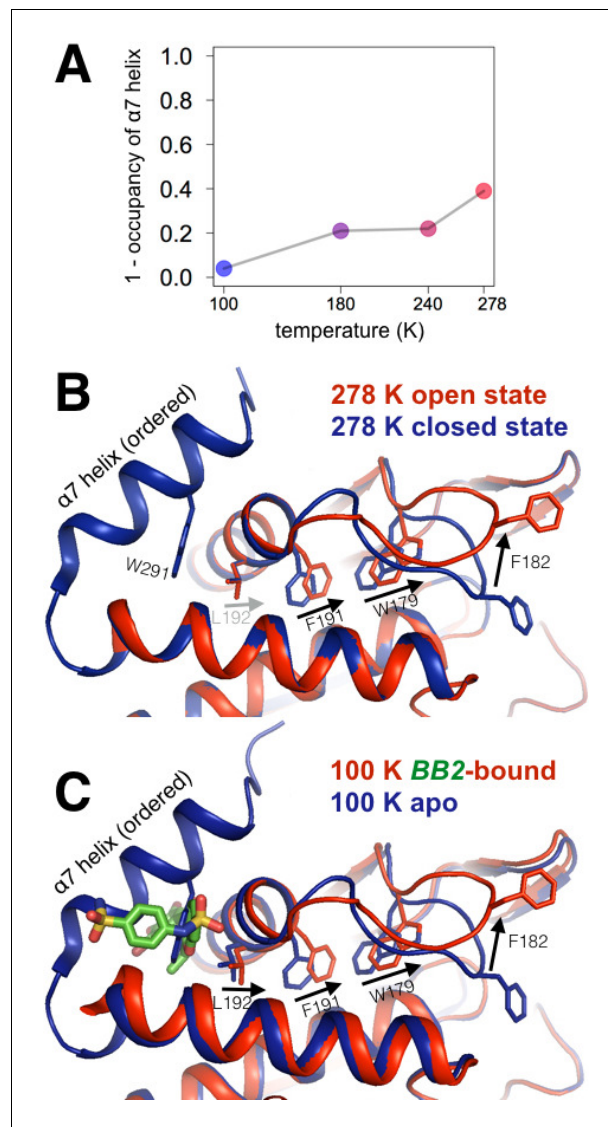 A
1 - occupancy of α7 helix
1.0
0.8
0.6
0.4
0.2
0.0
100
180
240
278
temperature (K)
B
278 K open state
278 K closed state
α7 helix (ordered)
W291
L192
F191
W179
F182
C
100 K BB2-bound
100 K apo
α7 helix (ordered)
L192
F191
W179
F182